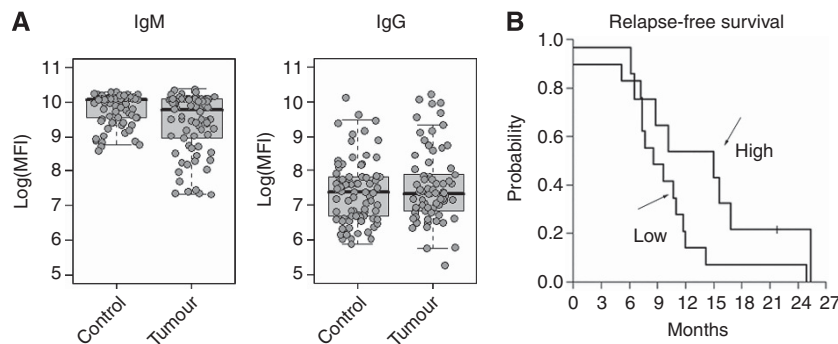 A
IgM
Log(MFI)
11
10
9
8
7
6
5
Control
Tumour
IgG
Log(MFI)
11
10
9
8
7
6
5
Control
Tumour
B
Relapse-free survival
Probability
1.0
0.8
0.6
0.4
0.2
0.0
High
Low
0 3 6 9 12 15 18 21 24 27
Months